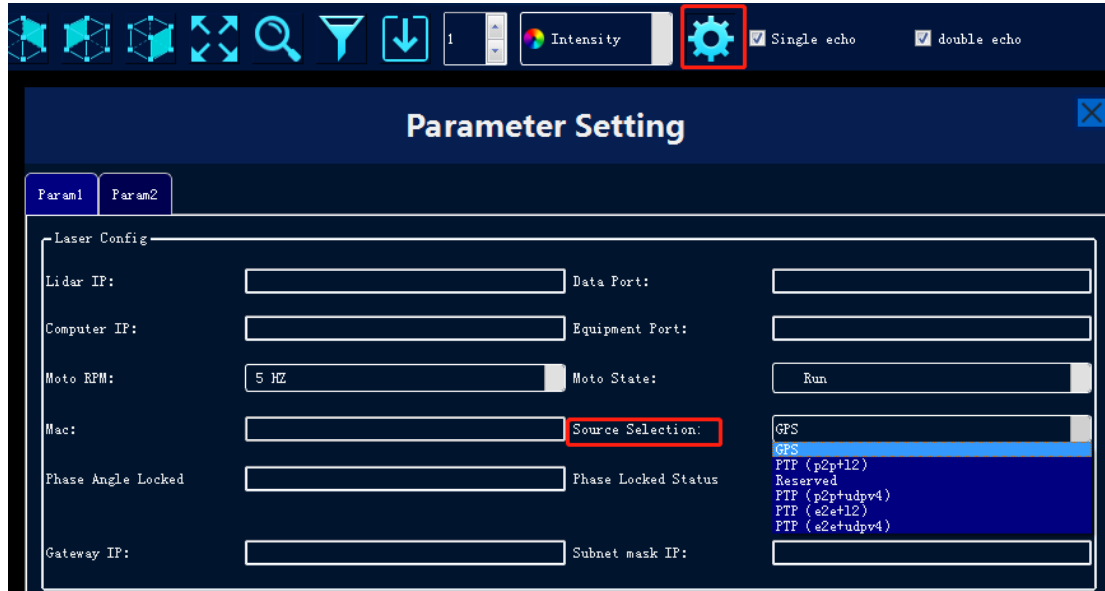 1 Intensity Single echo double echo
Parameter Setting
Param1 Param2
Laser Config
Lidar IP: Data Port:
Computer IP: Equipment Port:
Moto RPM: 5 HZ Moto State: Run
Mac: Source Selection: GPS
GPS
PTP (p2p+l2)
Phase Angle Locked Phase Locked Status Reserved
PTP (p2p+udpv4)
PTP (e2e+l2)
PTP (e2e+udpv4)
Gateway IP: Subnet mask IP: